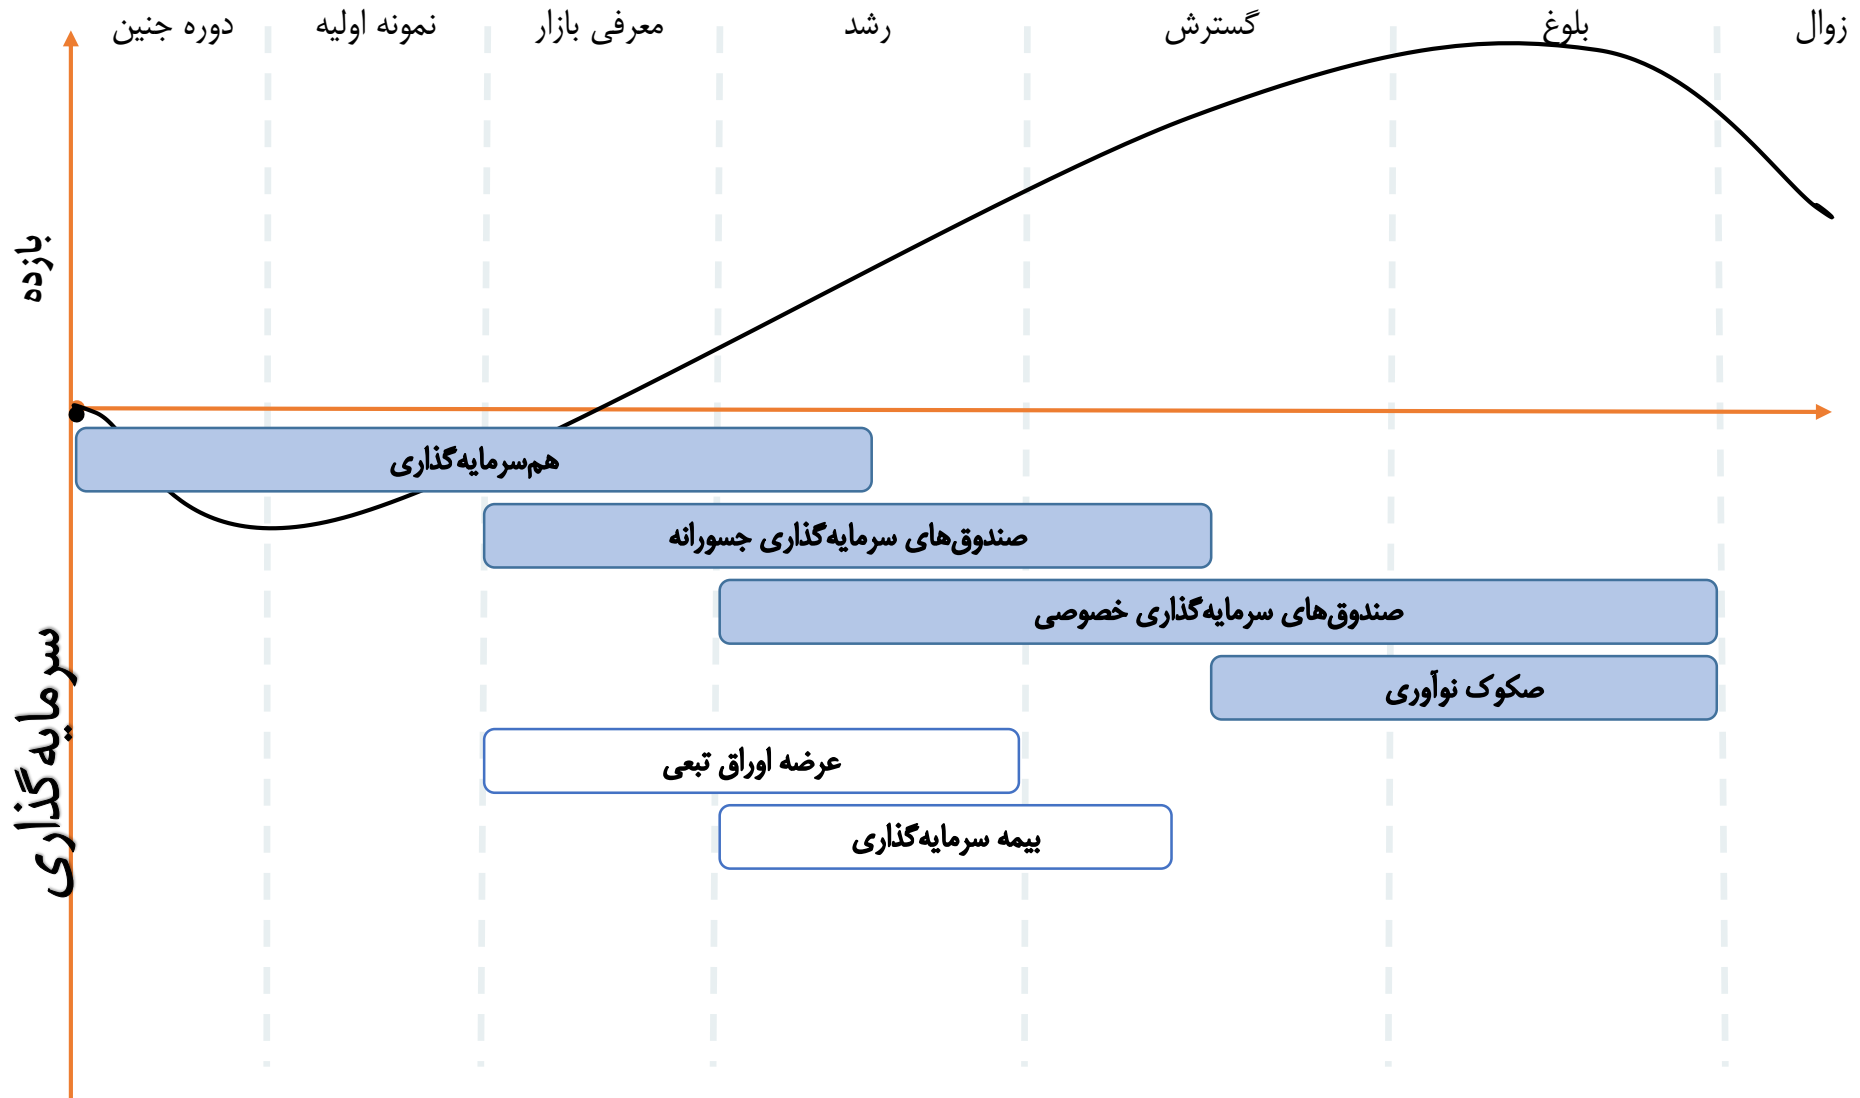 دوره جنین
نمونه اولیه
معرفی بازار
رشد
گسترش
بلوغ
زوال
بازده
هم‌سرمایه‌گذاری
صندوق‌های سرمایه‌گذاری جسورانه
صندوق‌های سرمایه‌گذاری خصوصی
صکوک نوآوری
عرضه اوراق تبعی
بیمه سرمایه‌گذاری
سرمایه گذاری